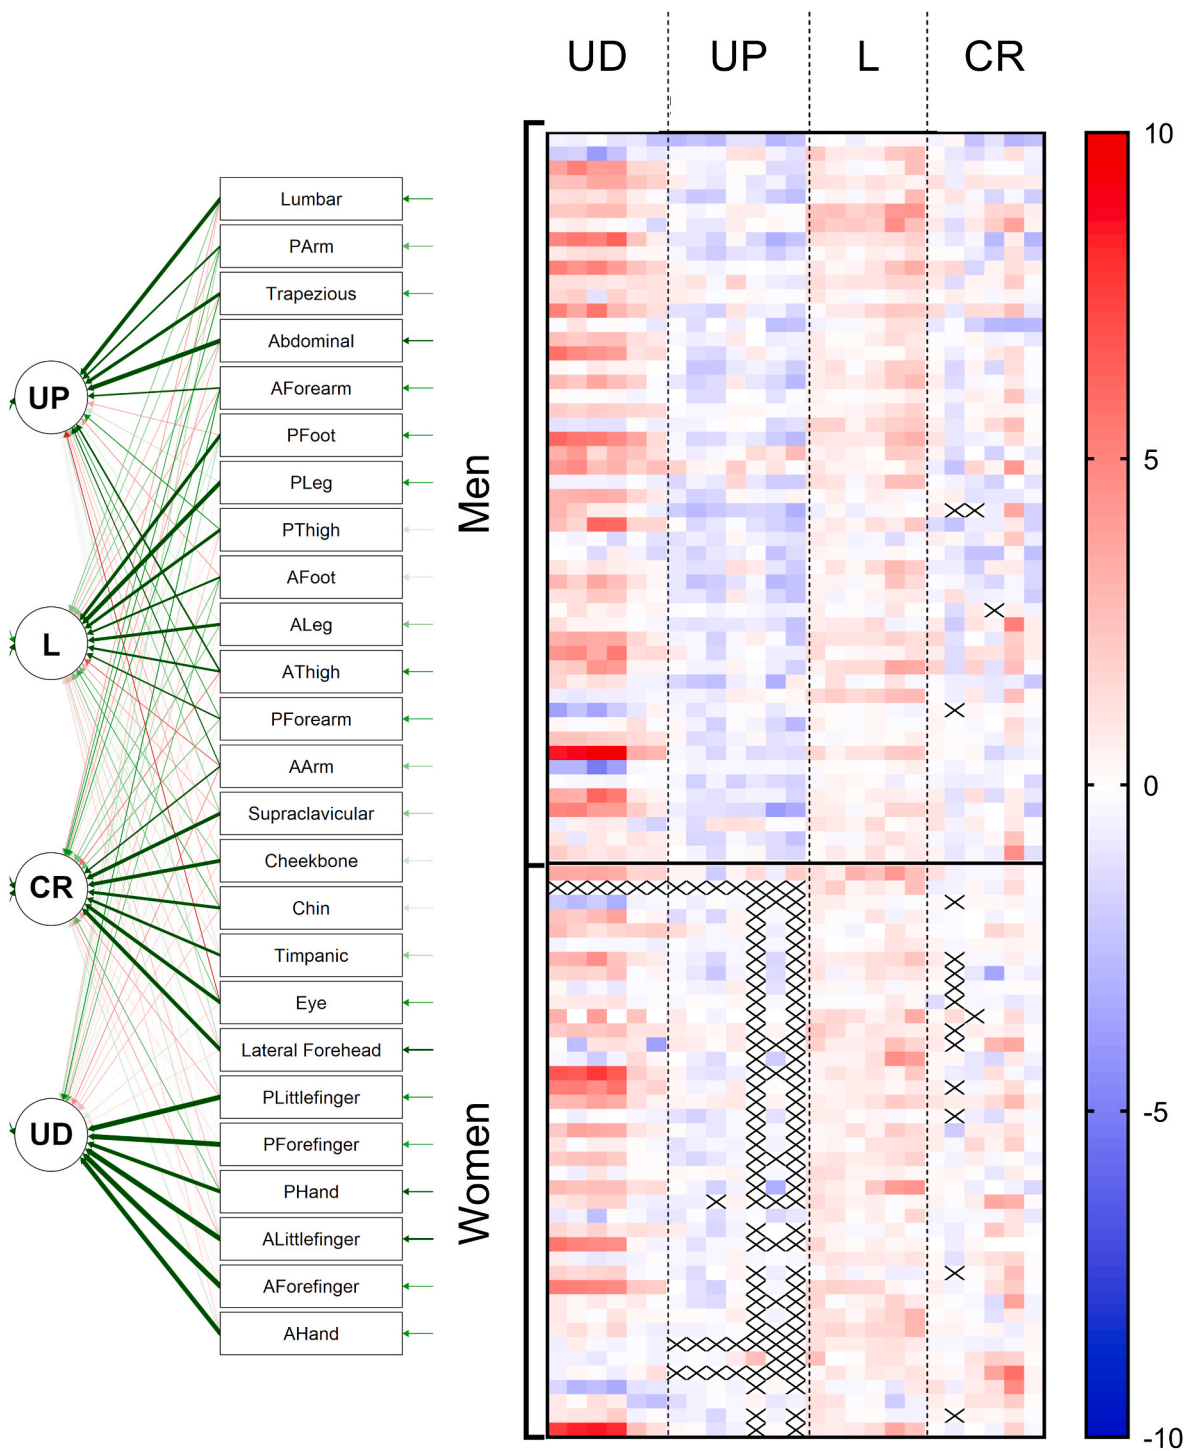 UD UP L CR
Men
Women
10
5
0
-5
-10
UP
L
CR
UD
Lumbar
PArm
Trapezious
Abdominal
AForearm
PFoot
PLeg
PThigh
AFoot
ALeg
AThigh
PForearm
AArm
Supraclavicular
Cheekbone
Chin
Timpanic
Eye
Lateral Forehead
PLittlefinger
PForefinger
PHand
ALittlefinger
AForefinger
AHand